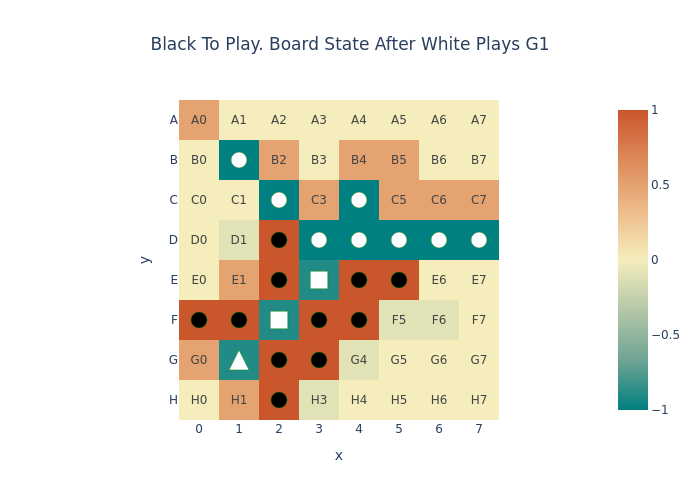 Black To Play. Board State After White Plays G1
A A0 A1 A2 A3 A4 A5 A6 A7
B B0 B2 B3 B4 B5 B6 B7
C C0 C1 C3 C5 C6 C7
D D0 D1
E E0 E1 E6 E7
F F5 F6 F7
G G0 G4 G5 G6 G7
H H0 H1 H3 H4 H5 H6 H7
0 1 2 3 4 5 6 7
x
y
1
0.5
0
−0.5
−1